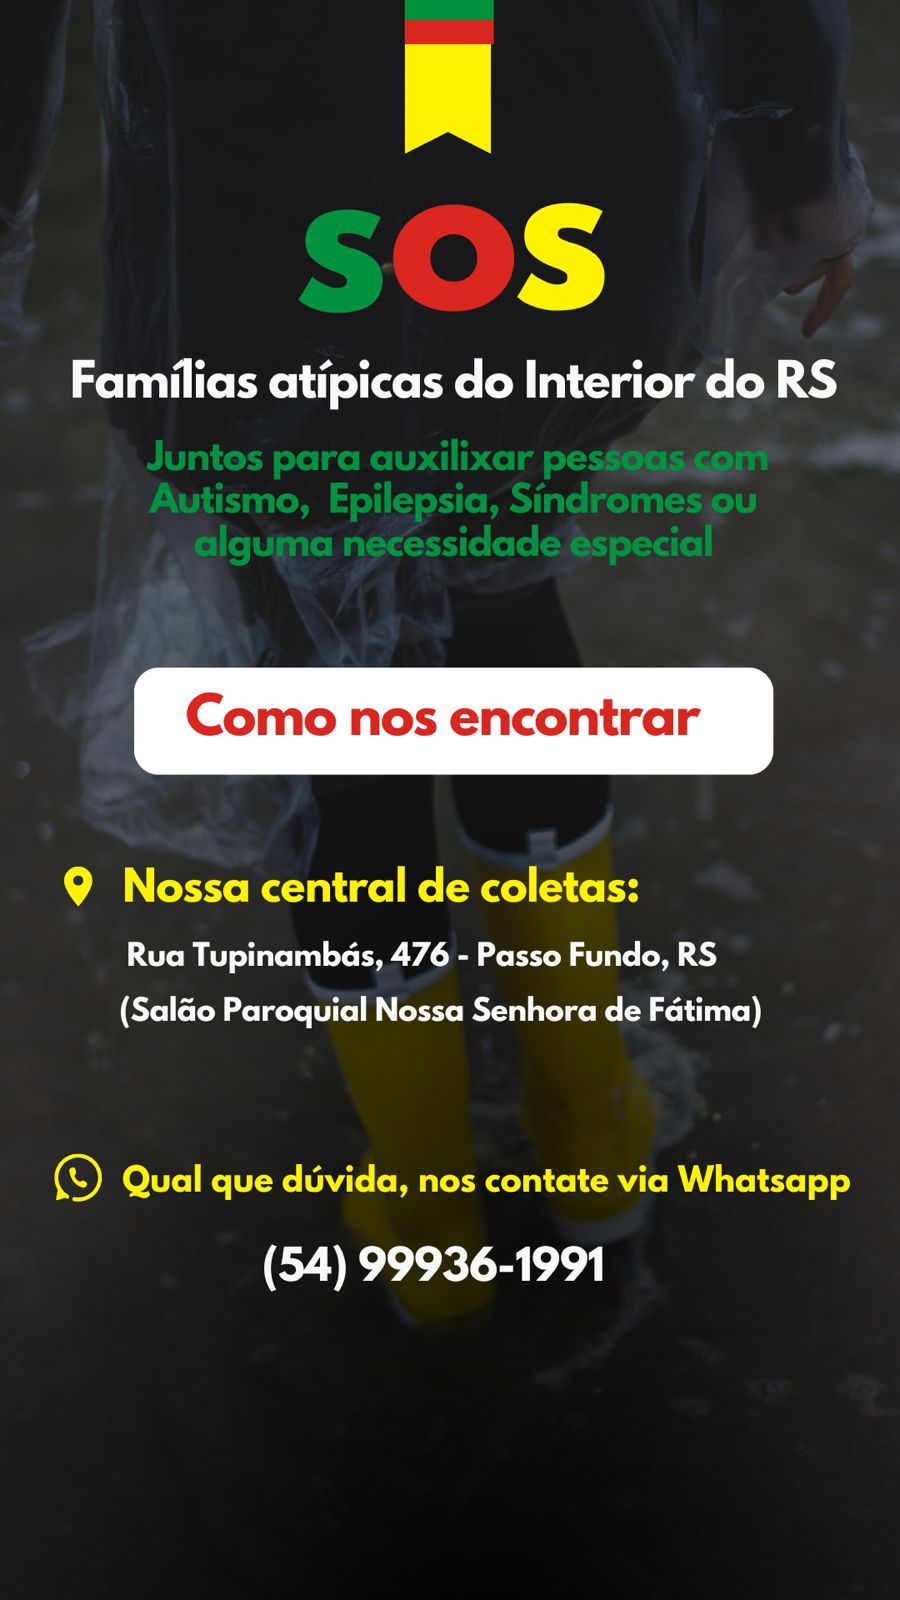 SOS
Famílias atípicas do Interior do RS
Juntos para auxilixar pessoas com
Autismo,  Epilepsia, Síndromes ou
alguma necessidade especial
Como nos encontrar
Nossa central de coletas:
Rua Tupinambás, 476 - Passo Fundo, RS
(Salão Paroquial Nossa Senhora de Fátima)
Qual que dúvida, nos contate via Whatsapp
(54) 99936-1991